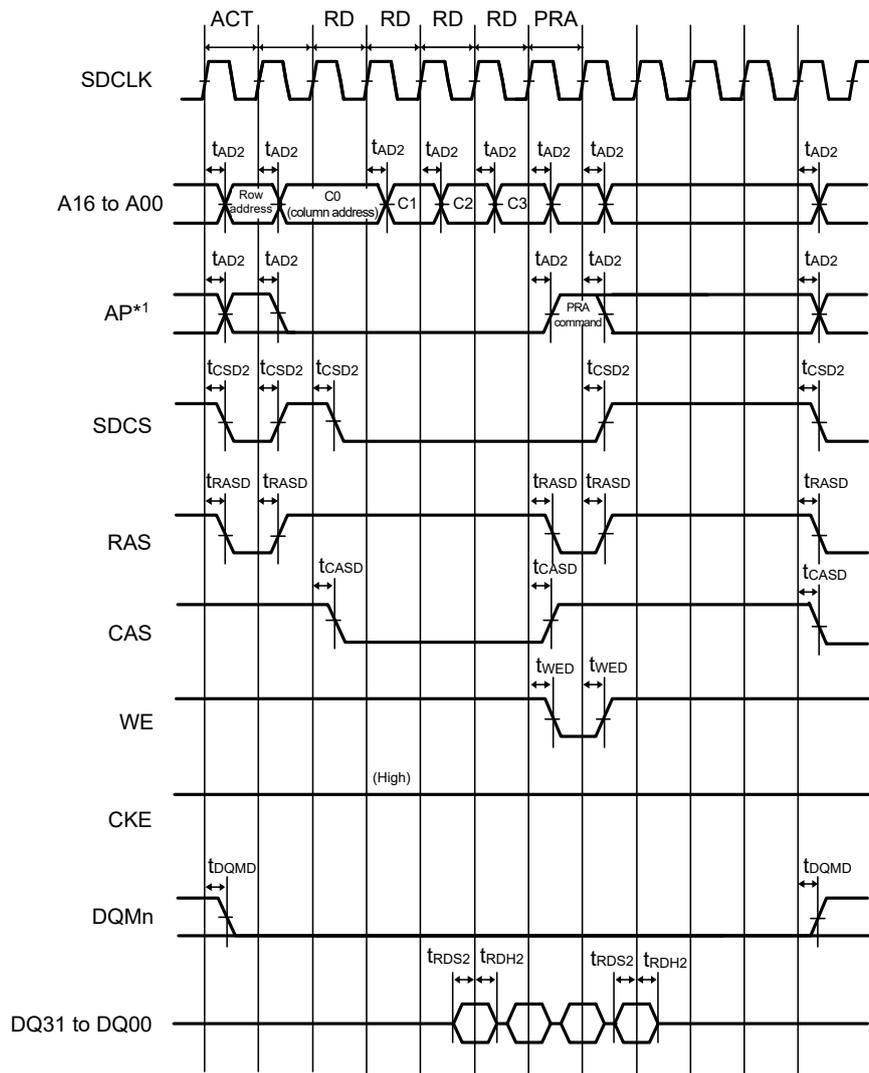 ACT RD RD RD RD PRA
SDCLK
tAD2 tAD2 tAD2 tAD2 tAD2 tAD2 tAD2 tAD2
A16 to A00
Row address
C0 (column address)
C1 C2 C3
tAD2 tAD2 tAD2 tAD2 tAD2
AP*1
PRA command
tCSD2 tCSD2 tCSD2 tCSD2 tCSD2
SDCS
tRASD tRASD tRASD tRASD tRASD
RAS
tCASD tCASD tCASD
CAS
tWED tWED
WE
(High)
CKE
tDQMD tDQMD
DQMn
tRDS2 tRDH2 tRDS2 tRDH2
DQ31 to DQ00